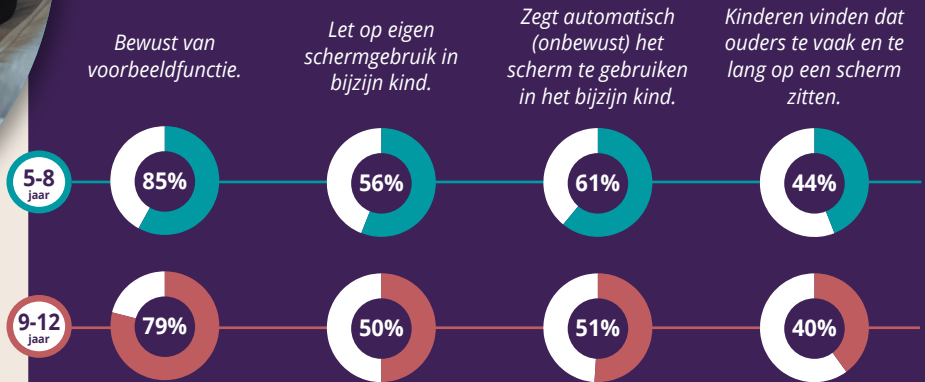 Bewust van
voorbeeldfunctie.
Let op eigen
schermgebruik in
bijzijn kind.
Zegt automatisch
(onbewust) het
scherm te gebruiken
in het bijzijn kind.
Kinderen vinden dat
ouders te vaak en te
lang op een scherm
zitten.
5-8
jaar
85%
56%
61%
44%
9-12
jaar
79%
50%
51%
40%